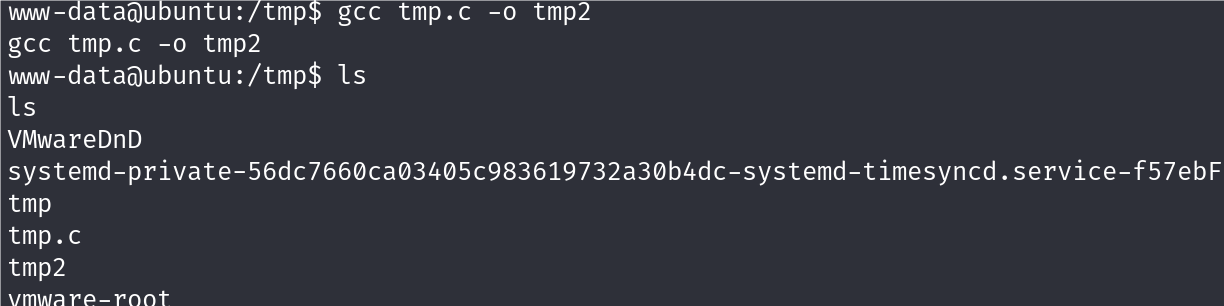 www-data@ubuntu:/tmp$ gcc tmp.c -o tmp2
gcc tmp.c -o tmp2
www-data@ubuntu:/tmp$ ls
ls
VMwareDnD
systemd-private-56dc7660ca03405c983619732a30b4dc-systemd-timesyncd.service-f57ebF
tmp
tmp.c
tmp2
vmware-root